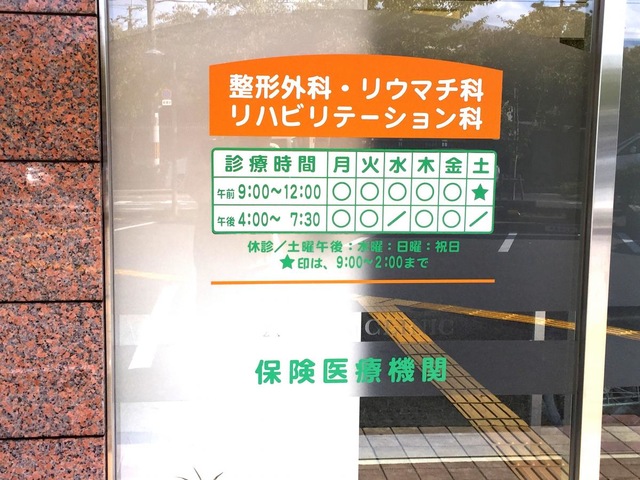 整形外科・リウマチ科
リハビリテーション科
診療時間 月 火 水 木 金 土
午前 9:00〜12:00 ○ ○ ○ ○ ○ ★
午後 4:00〜 7:30 ○ ○ ／ ○ ○ ／
休診／土曜午後：水曜：日曜：祝日
★印は、9:00〜2:00まで
CLINIC
保険医療機関